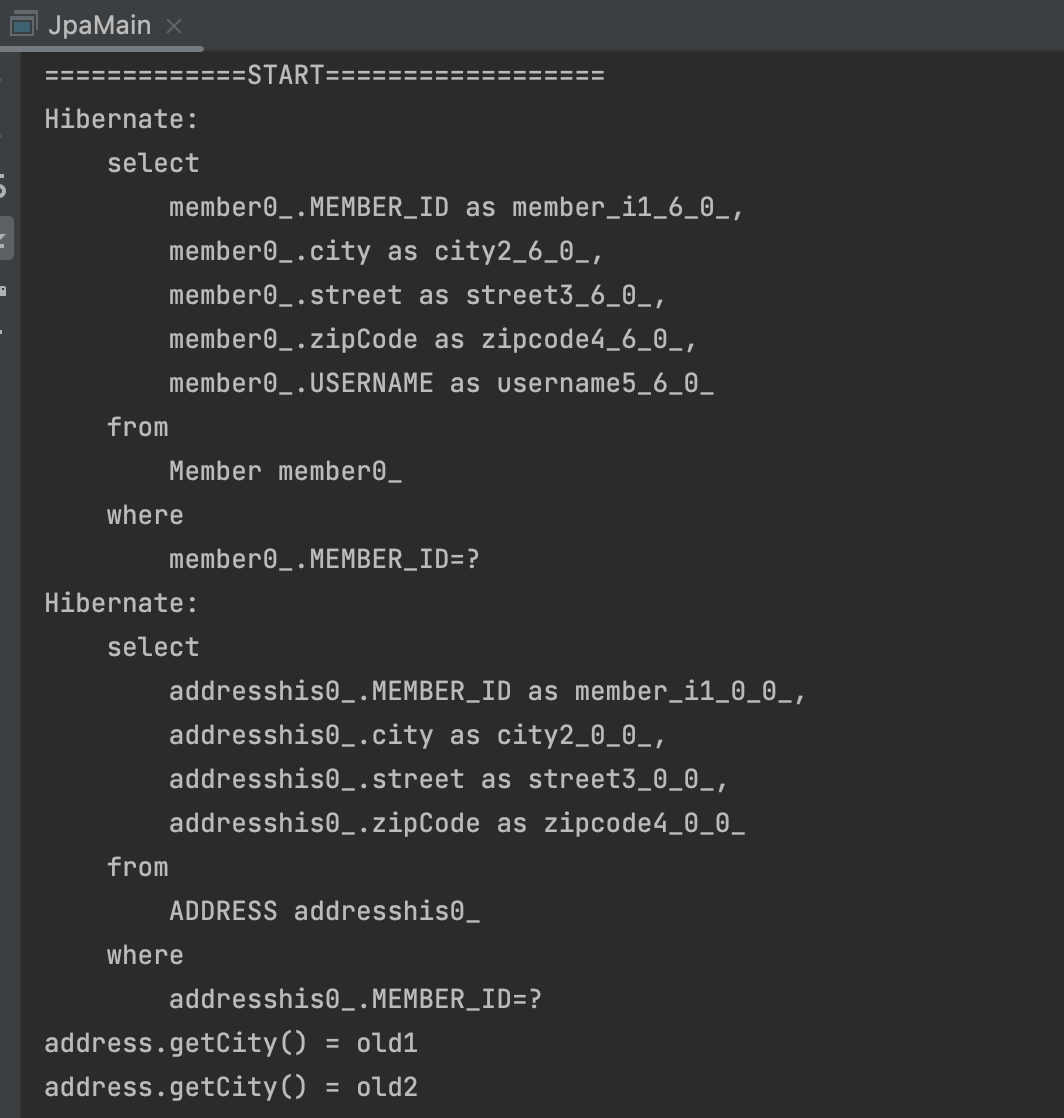 JpaMain
=============START==================
Hibernate:
    select
        member0_.MEMBER_ID as member_i1_6_0_,
        member0_.city as city2_6_0_,
        member0_.street as street3_6_0_,
        member0_.zipCode as zipcode4_6_0_,
        member0_.USERNAME as username5_6_0_
    from
        Member member0_
    where
        member0_.MEMBER_ID=?
Hibernate:
    select
        addresshis0_.MEMBER_ID as member_i1_0_0_,
        addresshis0_.city as city2_0_0_,
        addresshis0_.street as street3_0_0_,
        addresshis0_.zipCode as zipcode4_0_0_
    from
        ADDRESS addresshis0_
    where
        addresshis0_.MEMBER_ID=?
address.getCity() = old1
address.getCity() = old2